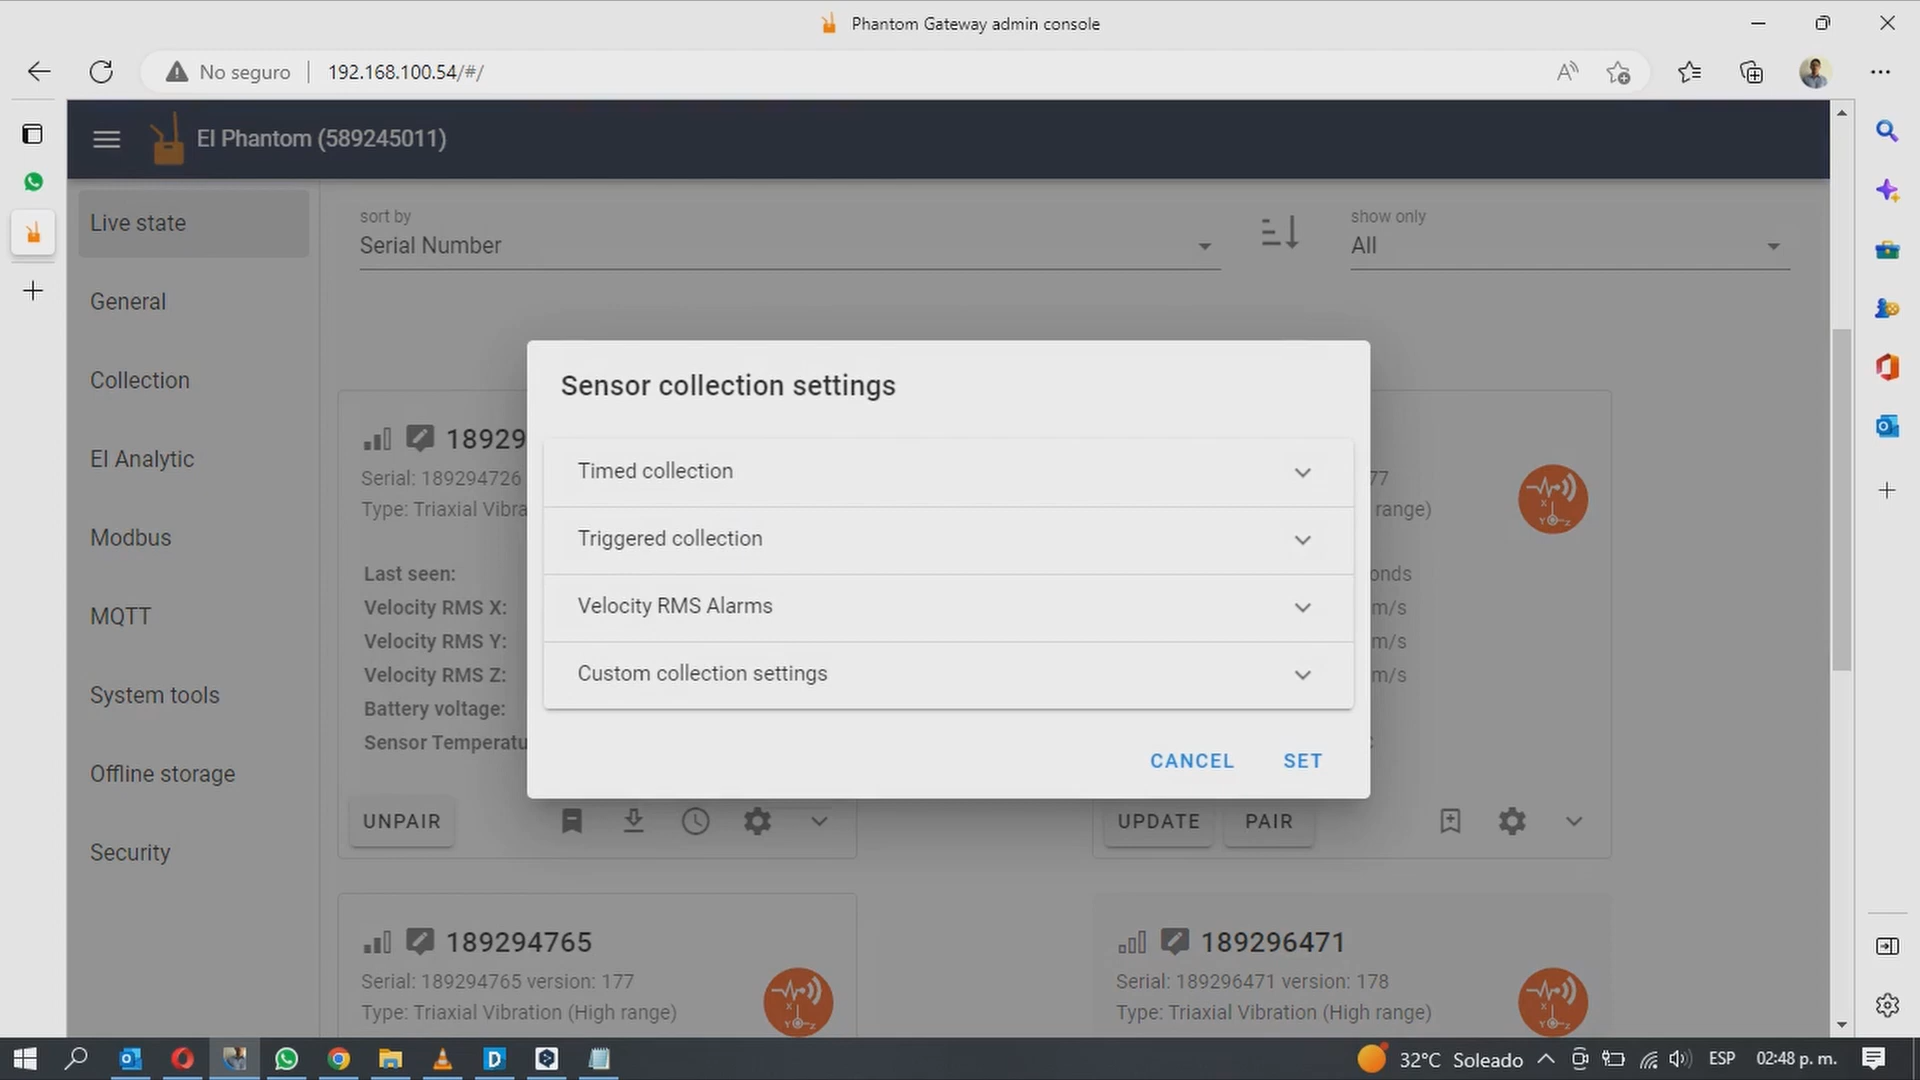 Phantom Gateway admin console
No seguro
192.168.100.54/#/
EI Phantom (589245011)
Live state
General
Collection
EI Analytic
Modbus
MQTT
System tools
Offline storage
Security
sort by
Serial Number
show only
All
18929
Serial: 189294726
Type: Triaxial Vibra
Last seen:
Velocity RMS X:
Velocity RMS Y:
Velocity RMS Z:
Battery voltage:
Sensor Temperatu
UNPAIR
Sensor collection settings
Timed collection
Triggered collection
Velocity RMS Alarms
Custom collection settings
CANCEL
SET
77
range)
onds
m/s
m/s
m/s
UPDATE
PAIR
189294765
Serial: 189294765 version: 177
Type: Triaxial Vibration (High range)
189296471
Serial: 189296471 version: 178
Type: Triaxial Vibration (High range)
32°C Soleado
ESP
02:48 p. m.